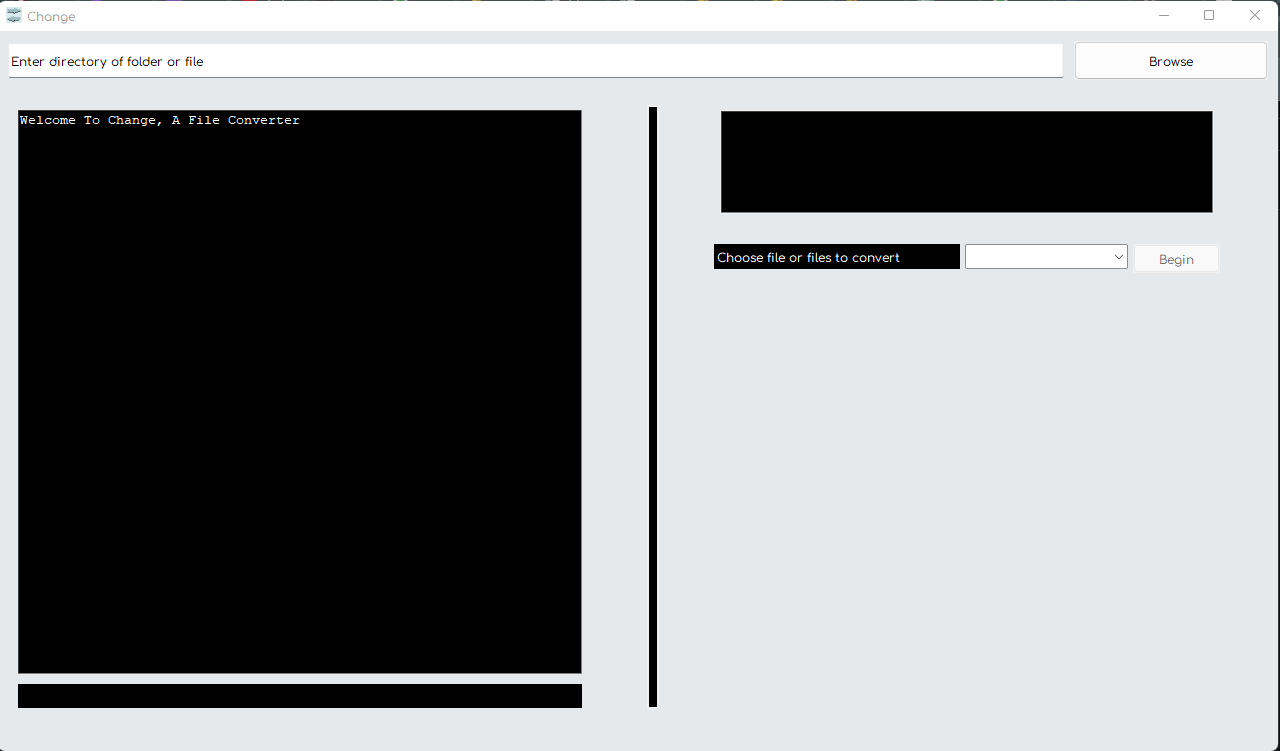 Change
Enter directory of folder or file
Browse
Welcome To Change, A File Converter
Choose file or files to convert
Begin